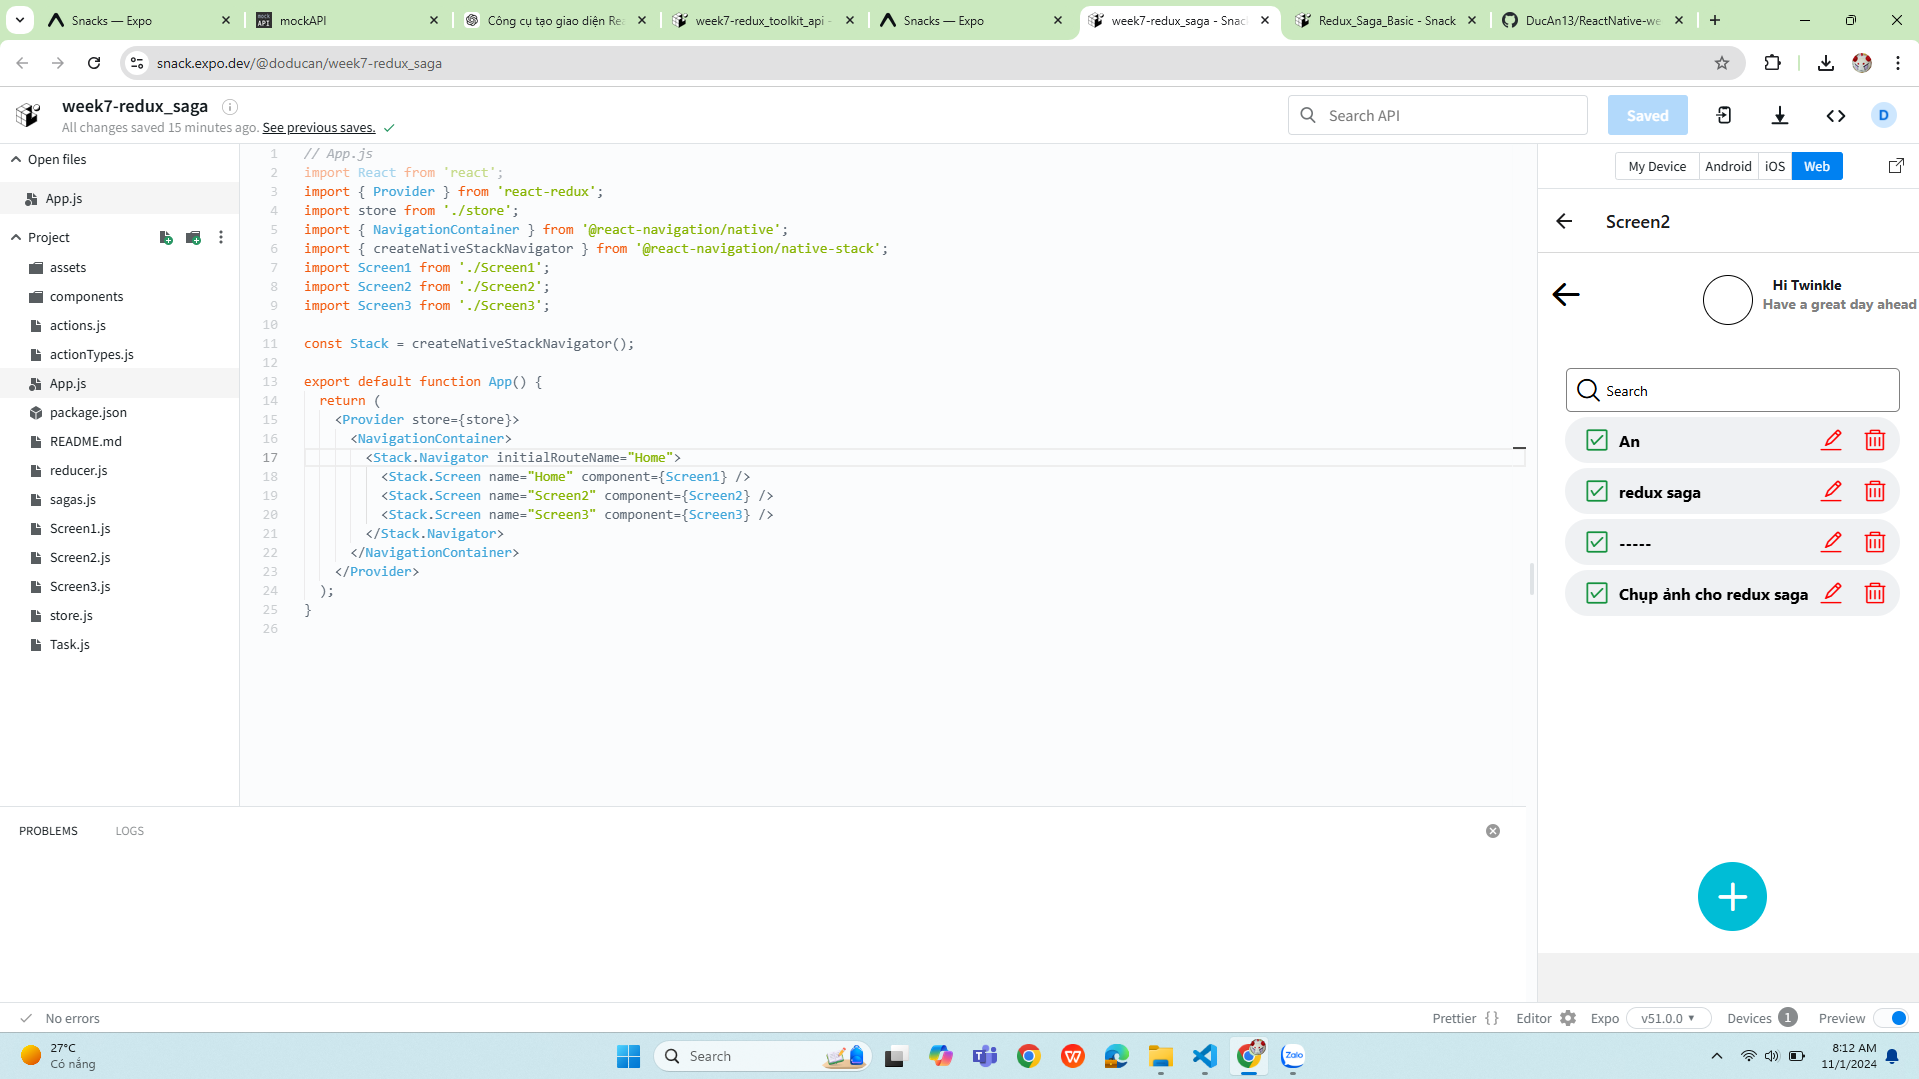 Snacks — Expo
mockAPI
Công cụ tạo giao diện Rea
week7-redux_toolkit_api -
Snacks — Expo
week7-redux_saga - Snac
Redux_Saga_Basic - Snack
DucAn13/ReactNative-we
snack.expo.dev/@doducan/week7-redux_saga
week7-redux_saga
All changes saved 15 minutes ago. See previous saves.
Search API
Saved
D
Open files
App.js
Project
assets
components
actions.js
actionTypes.js
App.js
package.json
README.md
reducer.js
sagas.js
Screen1.js
Screen2.js
Screen3.js
store.js
Task.js
1 // App.js
2 import React from 'react';
3 import { Provider } from 'react-redux';
4 import store from './store';
5 import { NavigationContainer } from '@react-navigation/native';
6 import { createNativeStackNavigator } from '@react-navigation/native-stack';
7 import Screen1 from './Screen1';
8 import Screen2 from './Screen2';
9 import Screen3 from './Screen3';
10
11 const Stack = createNativeStackNavigator();
12
13 export default function App() {
14 return (
15 <Provider store={store}>
16 <NavigationContainer>
17 <Stack.Navigator initialRouteName="Home">
18 <Stack.Screen name="Home" component={Screen1} />
19 <Stack.Screen name="Screen2" component={Screen2} />
20 <Stack.Screen name="Screen3" component={Screen3} />
21 </Stack.Navigator>
22 </NavigationContainer>
23 </Provider>
24 );
25 }
26
My Device Android iOS Web
Screen2
Hi Twinkle
Have a great day ahead
Search
An
redux saga
-----
Chụp ảnh cho redux saga
PROBLEMS LOGS
No errors
Prettier { } Editor Expo v51.0.0 Devices 1 Preview
27°C
Có nắng
Search
Zalo
8:12 AM
11/1/2024